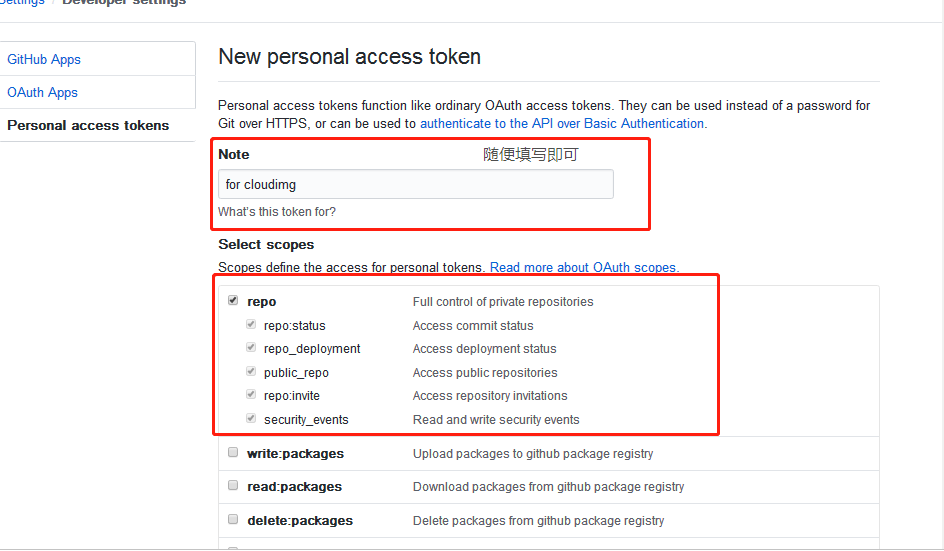 Settings / Developer settings
GitHub Apps
OAuth Apps
Personal access tokens
New personal access token
Personal access tokens function like ordinary OAuth access tokens. They can be used instead of a password for
Git over HTTPS, or can be used to authenticate to the API over Basic Authentication.
Note 随便填写即可
for cloudimg
What's this token for?
Select scopes
Scopes define the access for personal tokens. Read more about OAuth scopes.
repo Full control of private repositories
repo:status Access commit status
repo_deployment Access deployment status
public_repo Access public repositories
repo:invite Access repository invitations
security_events Read and write security events
write:packages Upload packages to github package registry
read:packages Download packages from github package registry
delete:packages Delete packages from github package registry